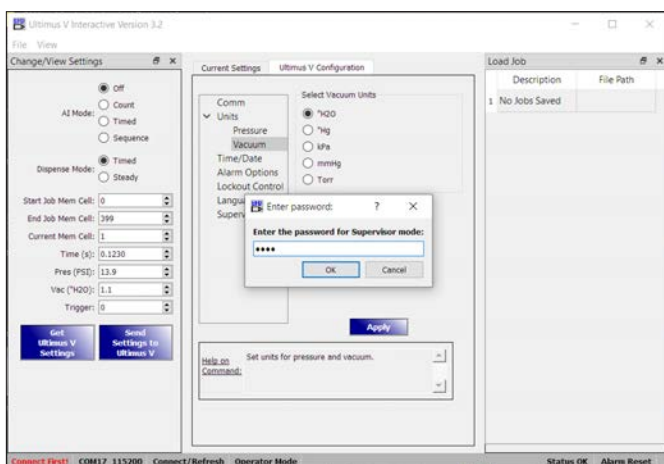 Ultimus V Interactive Version 3.2
File View
Change/View Settings
AI Mode:
Off
Count
Timed
Sequence
Dispense Mode:
Timed
Steady
Start Job Mem Cell: 0
End Job Mem Cell: 399
Current Mem Cell: 1
Time (s): 0.1230
Pres (PSI): 13.9
Vac ("H2O): 1.1
Trigger: 0
Get Ultimus V Settings
Send Settings to Ultimus V
Current Settings Ultimus V Configuration
Comm
Units
Pressure
Vacuum
Time/Date
Alarm Options
Lockout Control
Select Vacuum Units
"H2O
"Hg
kPa
mmHg
Torr
Enter password:
Enter the password for Supervisor mode:
OK Cancel
Apply
Help on Command:
Set units for pressure and vacuum.
Load Job
Description File Path
1 No Jobs Saved
Connect First! COM17 115200 Connect/Refresh Operator Mode Status OK Alarm Reset